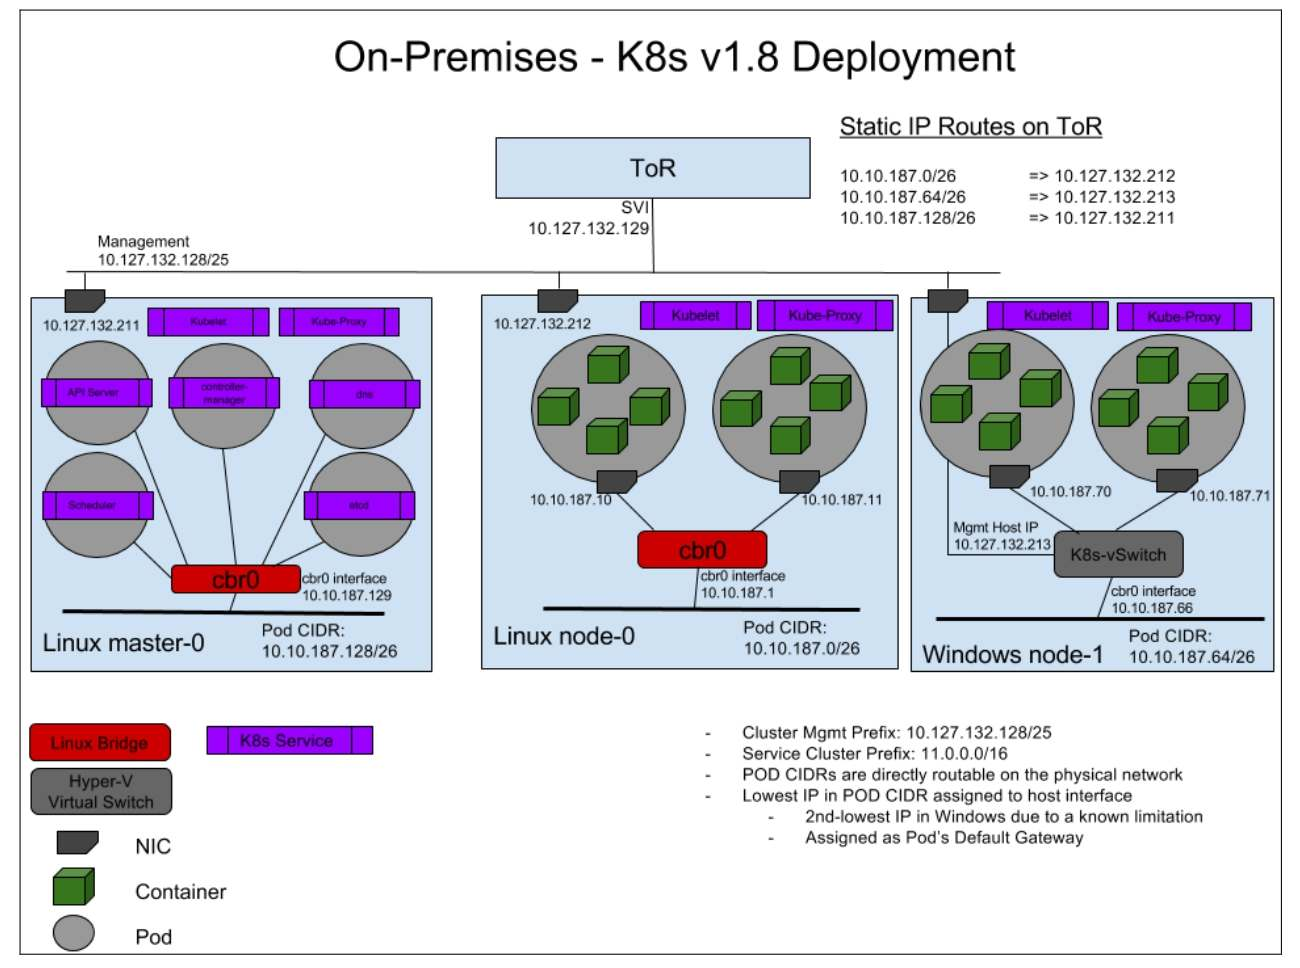 On-Premises - K8s v1.8 Deployment
Static IP Routes on ToR
10.10.187.0/26 => 10.127.132.212
10.10.187.64/26 => 10.127.132.213
10.10.187.128/26 => 10.127.132.211
ToR
SVI
10.127.132.129
Management
10.127.132.128/25
10.127.132.211
Kubelet
Kube-Proxy
API Server
controller-
manager
dns
Scheduler
etcd
cbr0
cbr0 interface
10.10.187.129
Linux master-0
Pod CIDR:
10.10.187.128/26
10.127.132.212
Kubelet
Kube-Proxy
10.10.187.10
10.10.187.11
cbr0
cbr0 interface
10.10.187.1
Linux node-0
Pod CIDR:
10.10.187.0/26
Kubelet
Kube-Proxy
10.10.187.70
10.10.187.71
Mgmt Host IP
10.127.132.213
K8s-vSwitch
cbr0 interface
10.10.187.66
Windows node-1
Pod CIDR:
10.10.187.64/26
Linux Bridge
K8s Service
Hyper-V
Virtual Switch
NIC
Container
Pod
- Cluster Mgmt Prefix: 10.127.132.128/25
- Service Cluster Prefix: 11.0.0.0/16
- POD CIDRs are directly routable on the physical network
- Lowest IP in POD CIDR assigned to host interface
- 2nd-lowest IP in Windows due to a known limitation
- Assigned as Pod's Default Gateway